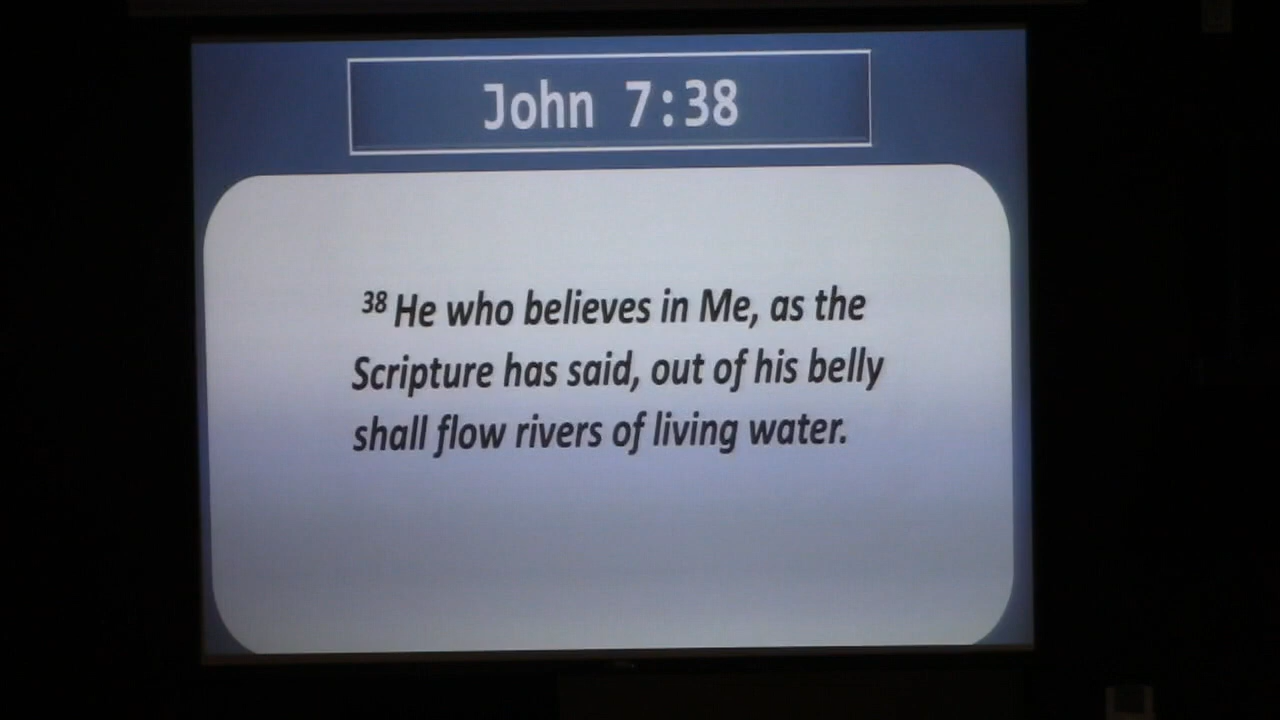 John 7:38
38 He who believes in Me, as the
Scripture has said, out of his belly
shall flow rivers of living water.